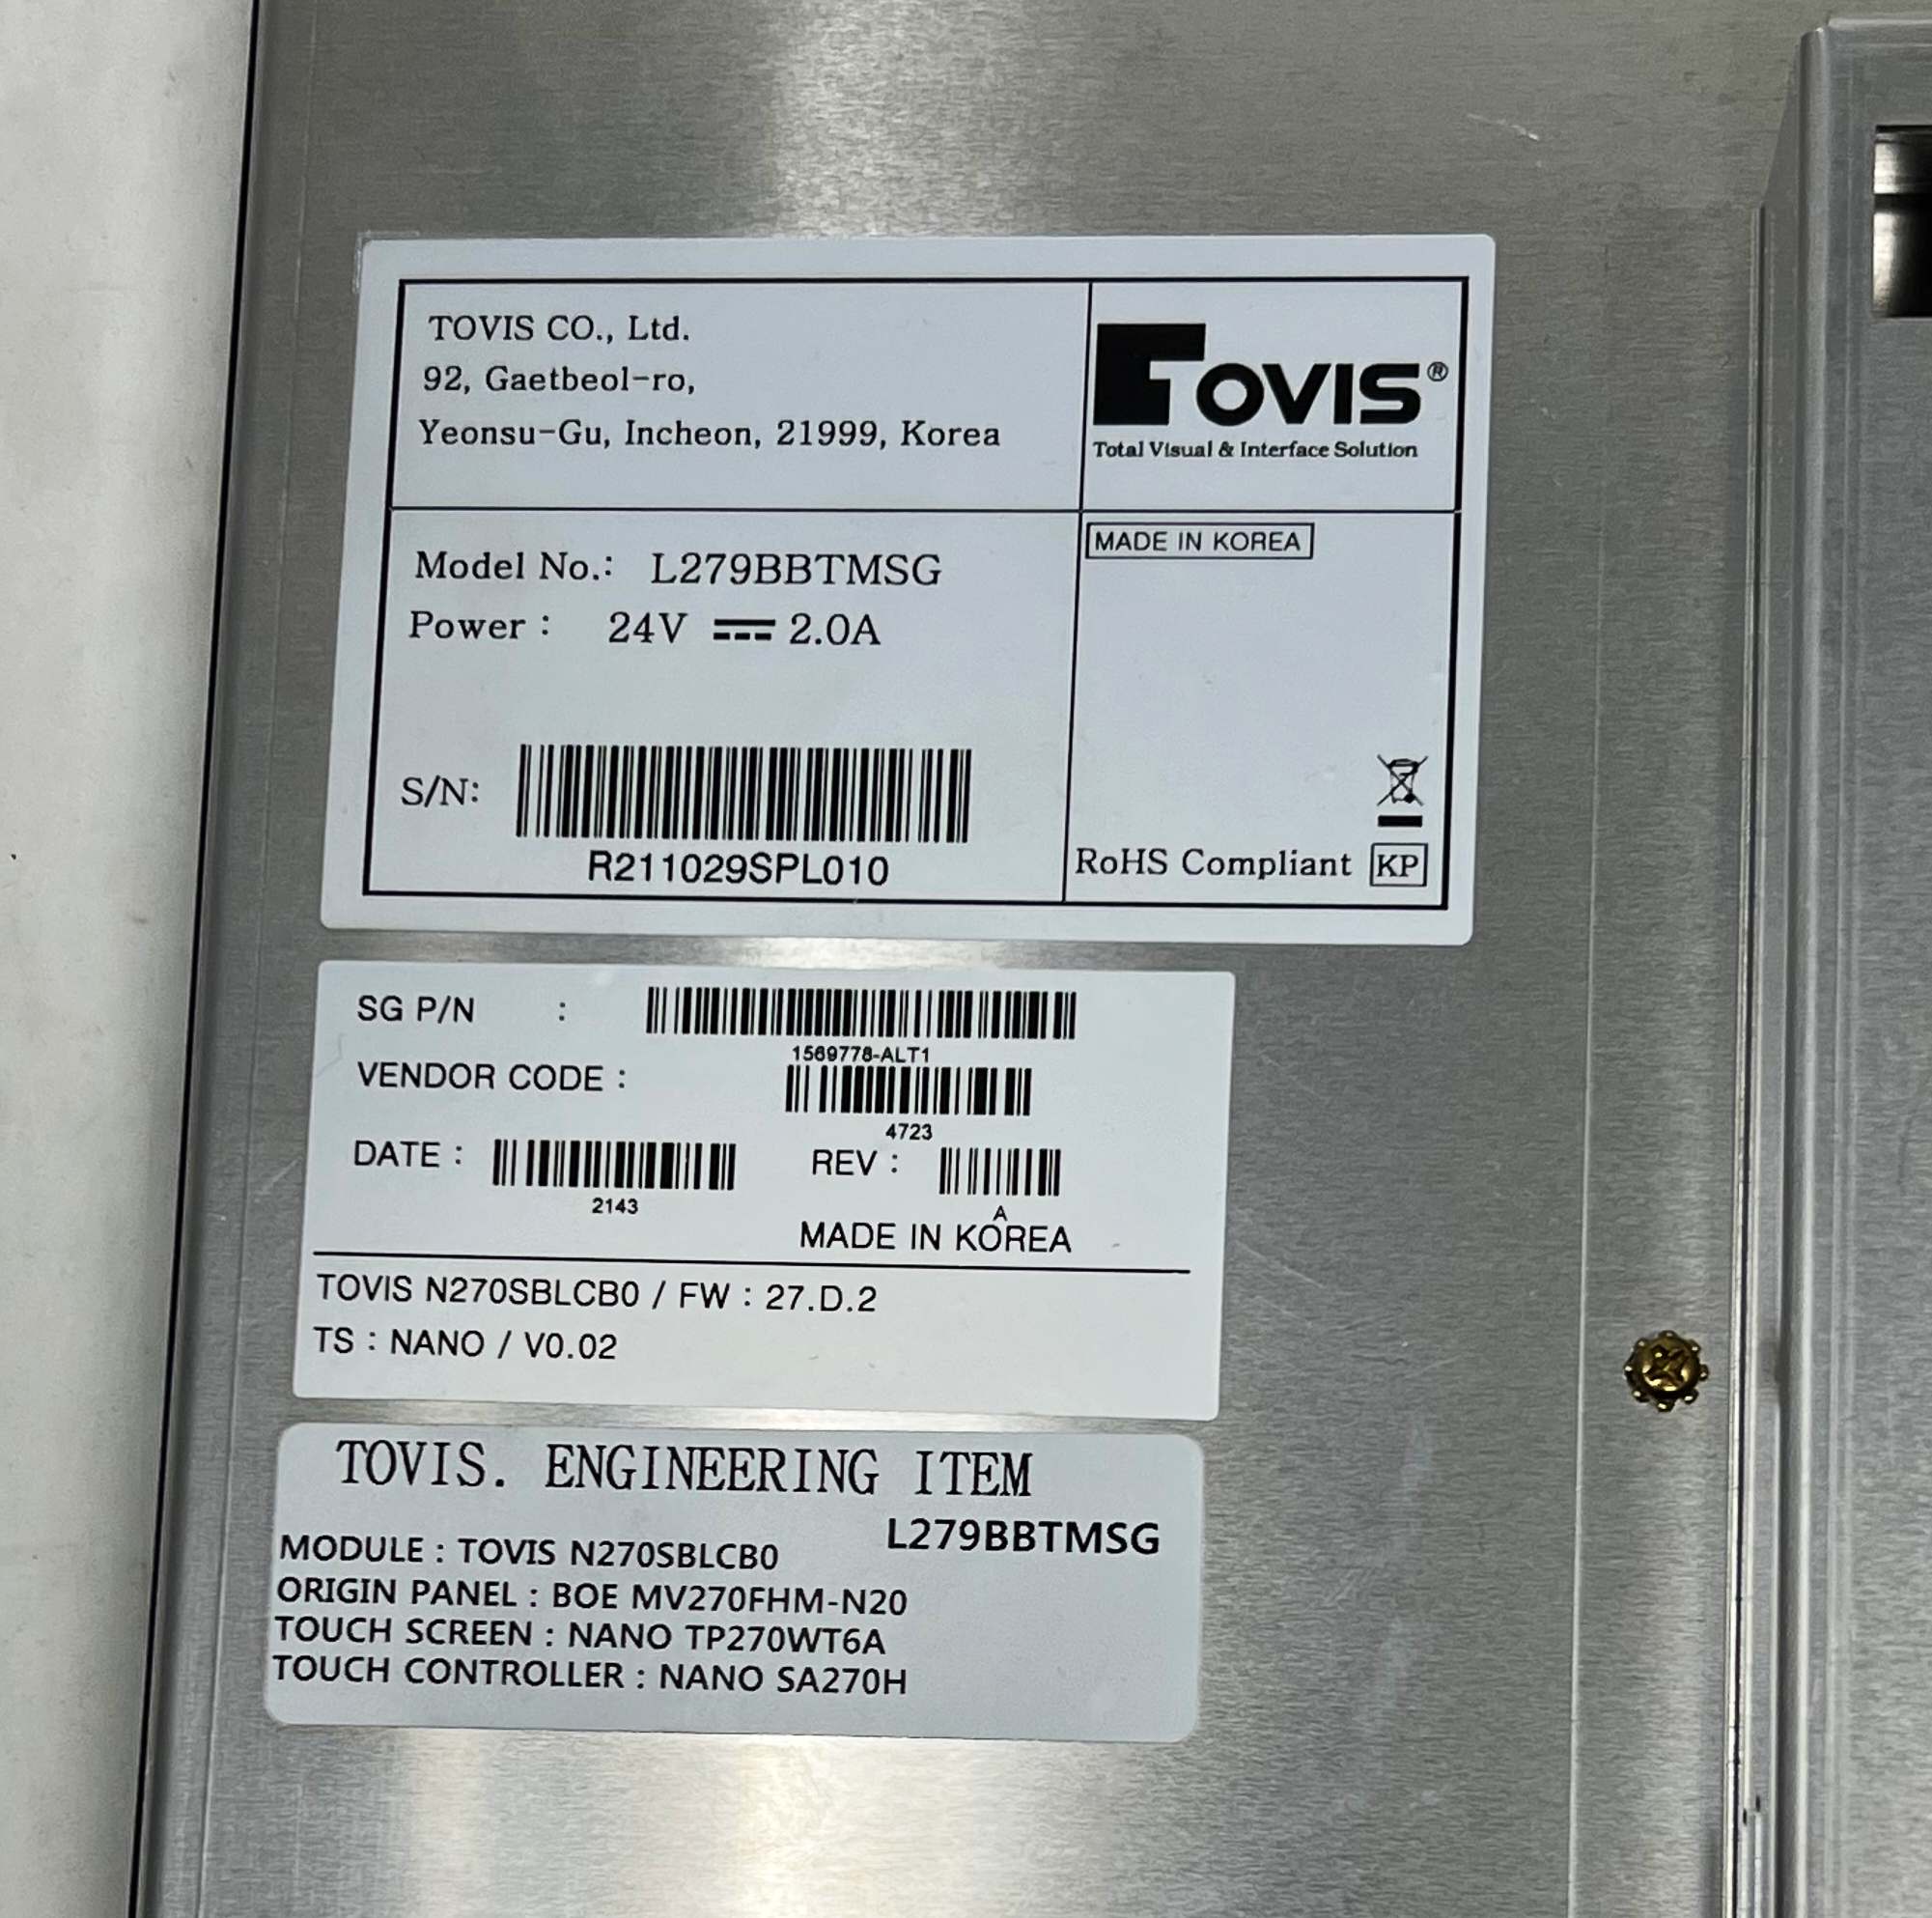 TOVIS CO., Ltd.
92, Gaetbeol-ro,
Yeonsu-Gu, Incheon, 21999, Korea
TOVIS®
Total Visual & Interface Solution
Model No.: L279BBTMSG
Power : 24V 2.0A
S/N:
R211029SPL010
MADE IN KOREA
RoHS Compliant KP
SG P/N :
1569778-ALT1
VENDOR CODE :
4723
DATE :
2143
REV :
A
MADE IN KOREA
TOVIS N270SBLCB0 / FW : 27.D.2
TS : NANO / V0.02
TOVIS. ENGINEERING ITEM
L279BBTMSG
MODULE : TOVIS N270SBLCB0
ORIGIN PANEL : BOE MV270FHM-N20
TOUCH SCREEN : NANO TP270WT6A
TOUCH CONTROLLER : NANO SA270H